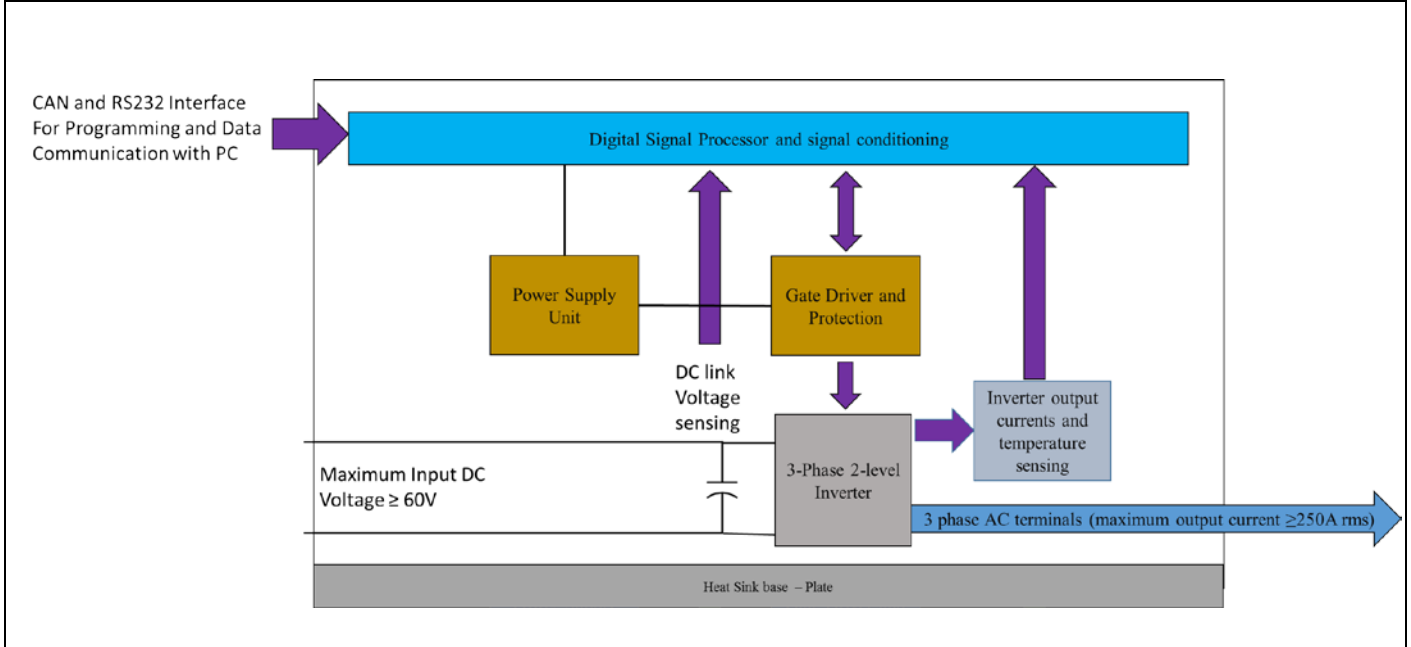 CAN and RS232 Interface
For Programming and Data
Communication with PC
Digital Signal Processor and signal conditioning
Power Supply
Unit
Gate Driver and
Protection
DC link
Voltage
sensing
Inverter output
currents and
temperature
sensing
Maximum Input DC
Voltage ≥ 60V
3-Phase 2-level
Inverter
3 phase AC terminals (maximum output current ≥250A rms)
Heat Sink base – Plate